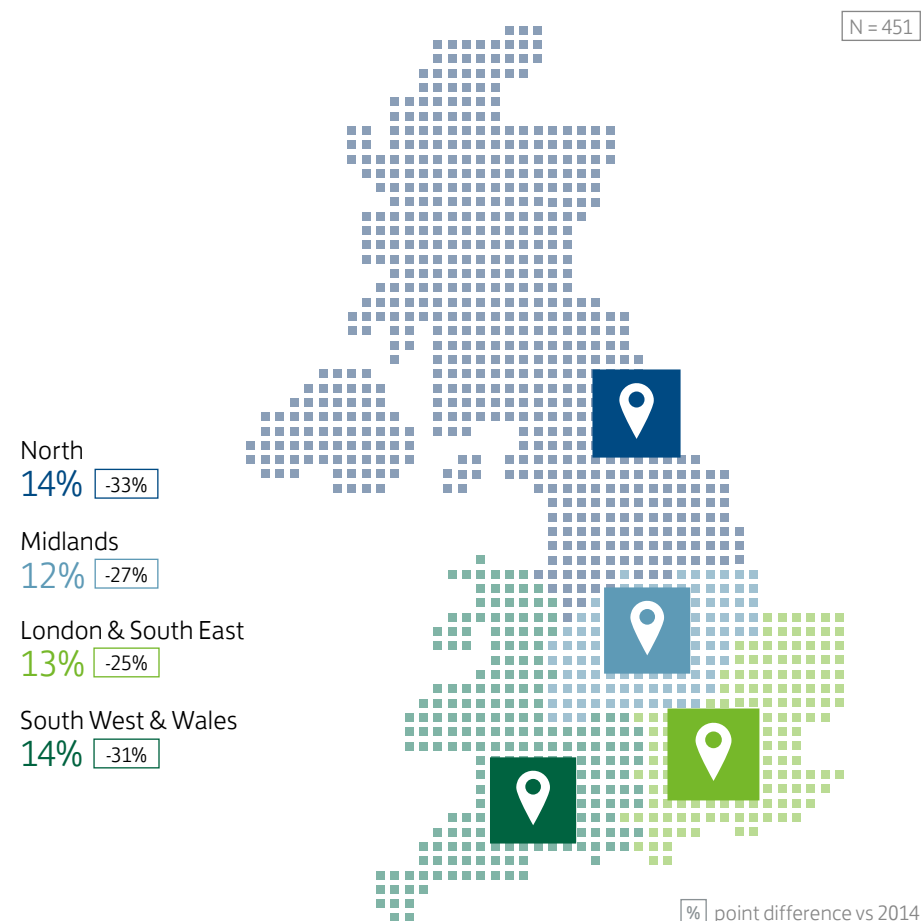 N = 451
North
14% -33%
Midlands
12% -27%
London & South East
13% -25%
South West & Wales
14% -31%
% point difference vs 2014